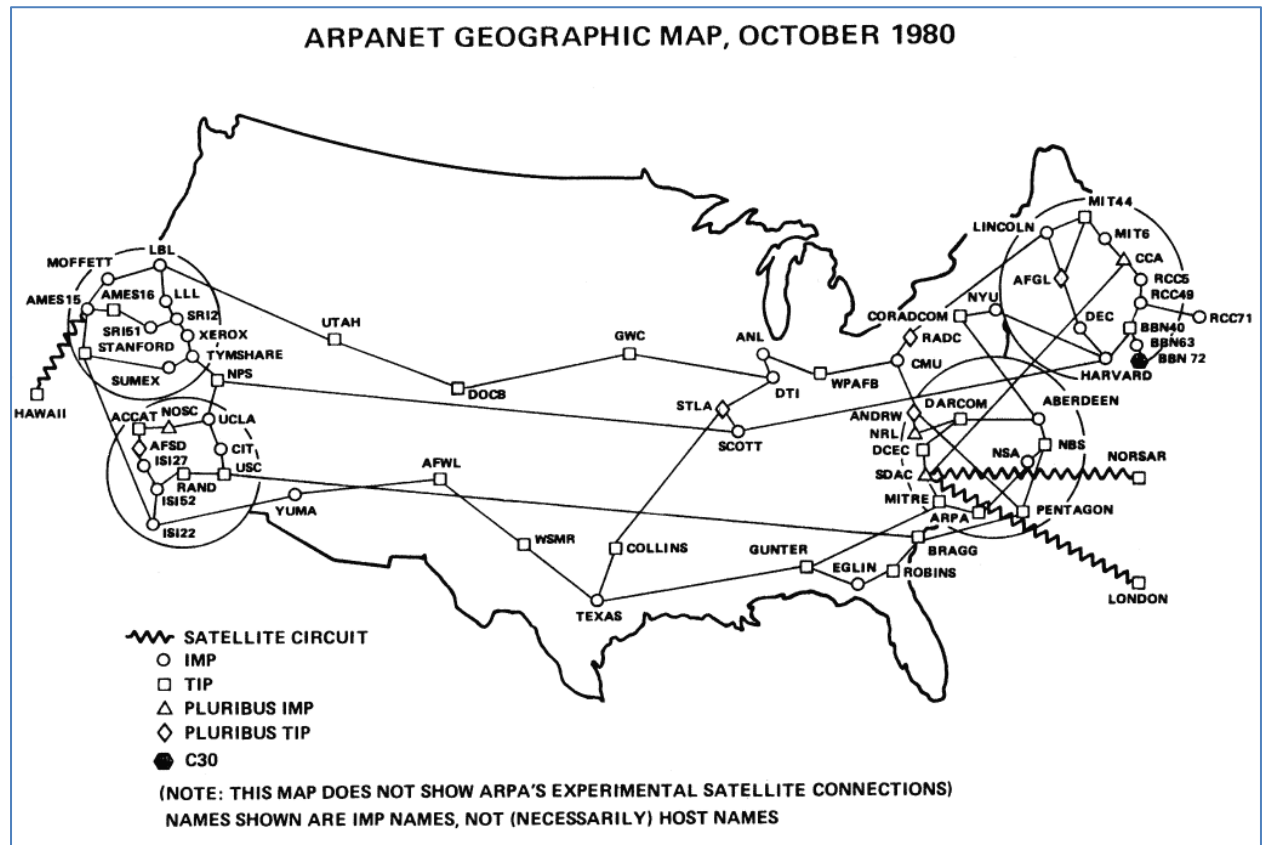 ARPANET GEOGRAPHIC MAP, OCTOBER 1980
MIT44
LINCOLN
MIT6
CCA
AFGL
RCC5
RCC49
RCC71
DEC
BBN40
BBN63
BBN 72
HARVARD
NYU
CORADCOM
RADC
CMU
LBL
MOFFETT
AMES15
AMES16
LLL
SRI2
SRI51
XEROX
STANFORD
TYMSHARE
SUMEX
NPS
HAWAII
UTAH
GWC
DOCB
ANL
DTI
WPAFB
STLA
SCOTT
ACCAT
NOSC
UCLA
AFSD
CIT
ISI27
USC
RAND
ISI52
ISI22
YUMA
AFWL
WSMR
COLLINS
TEXAS
GUNTER
EGLIN
ROBINS
BRAGG
ANDRW
DARCOM
ABERDEEN
NRL
DCEC
NSA
NBS
SDAC
NORSAR
MITRE
ARPA
PENTAGON
LONDON
SATELLITE CIRCUIT
IMP
TIP
PLURIBUS IMP
PLURIBUS TIP
C30
(NOTE: THIS MAP DOES NOT SHOW ARPA'S EXPERIMENTAL SATELLITE CONNECTIONS)
NAMES SHOWN ARE IMP NAMES, NOT (NECESSARILY) HOST NAMES